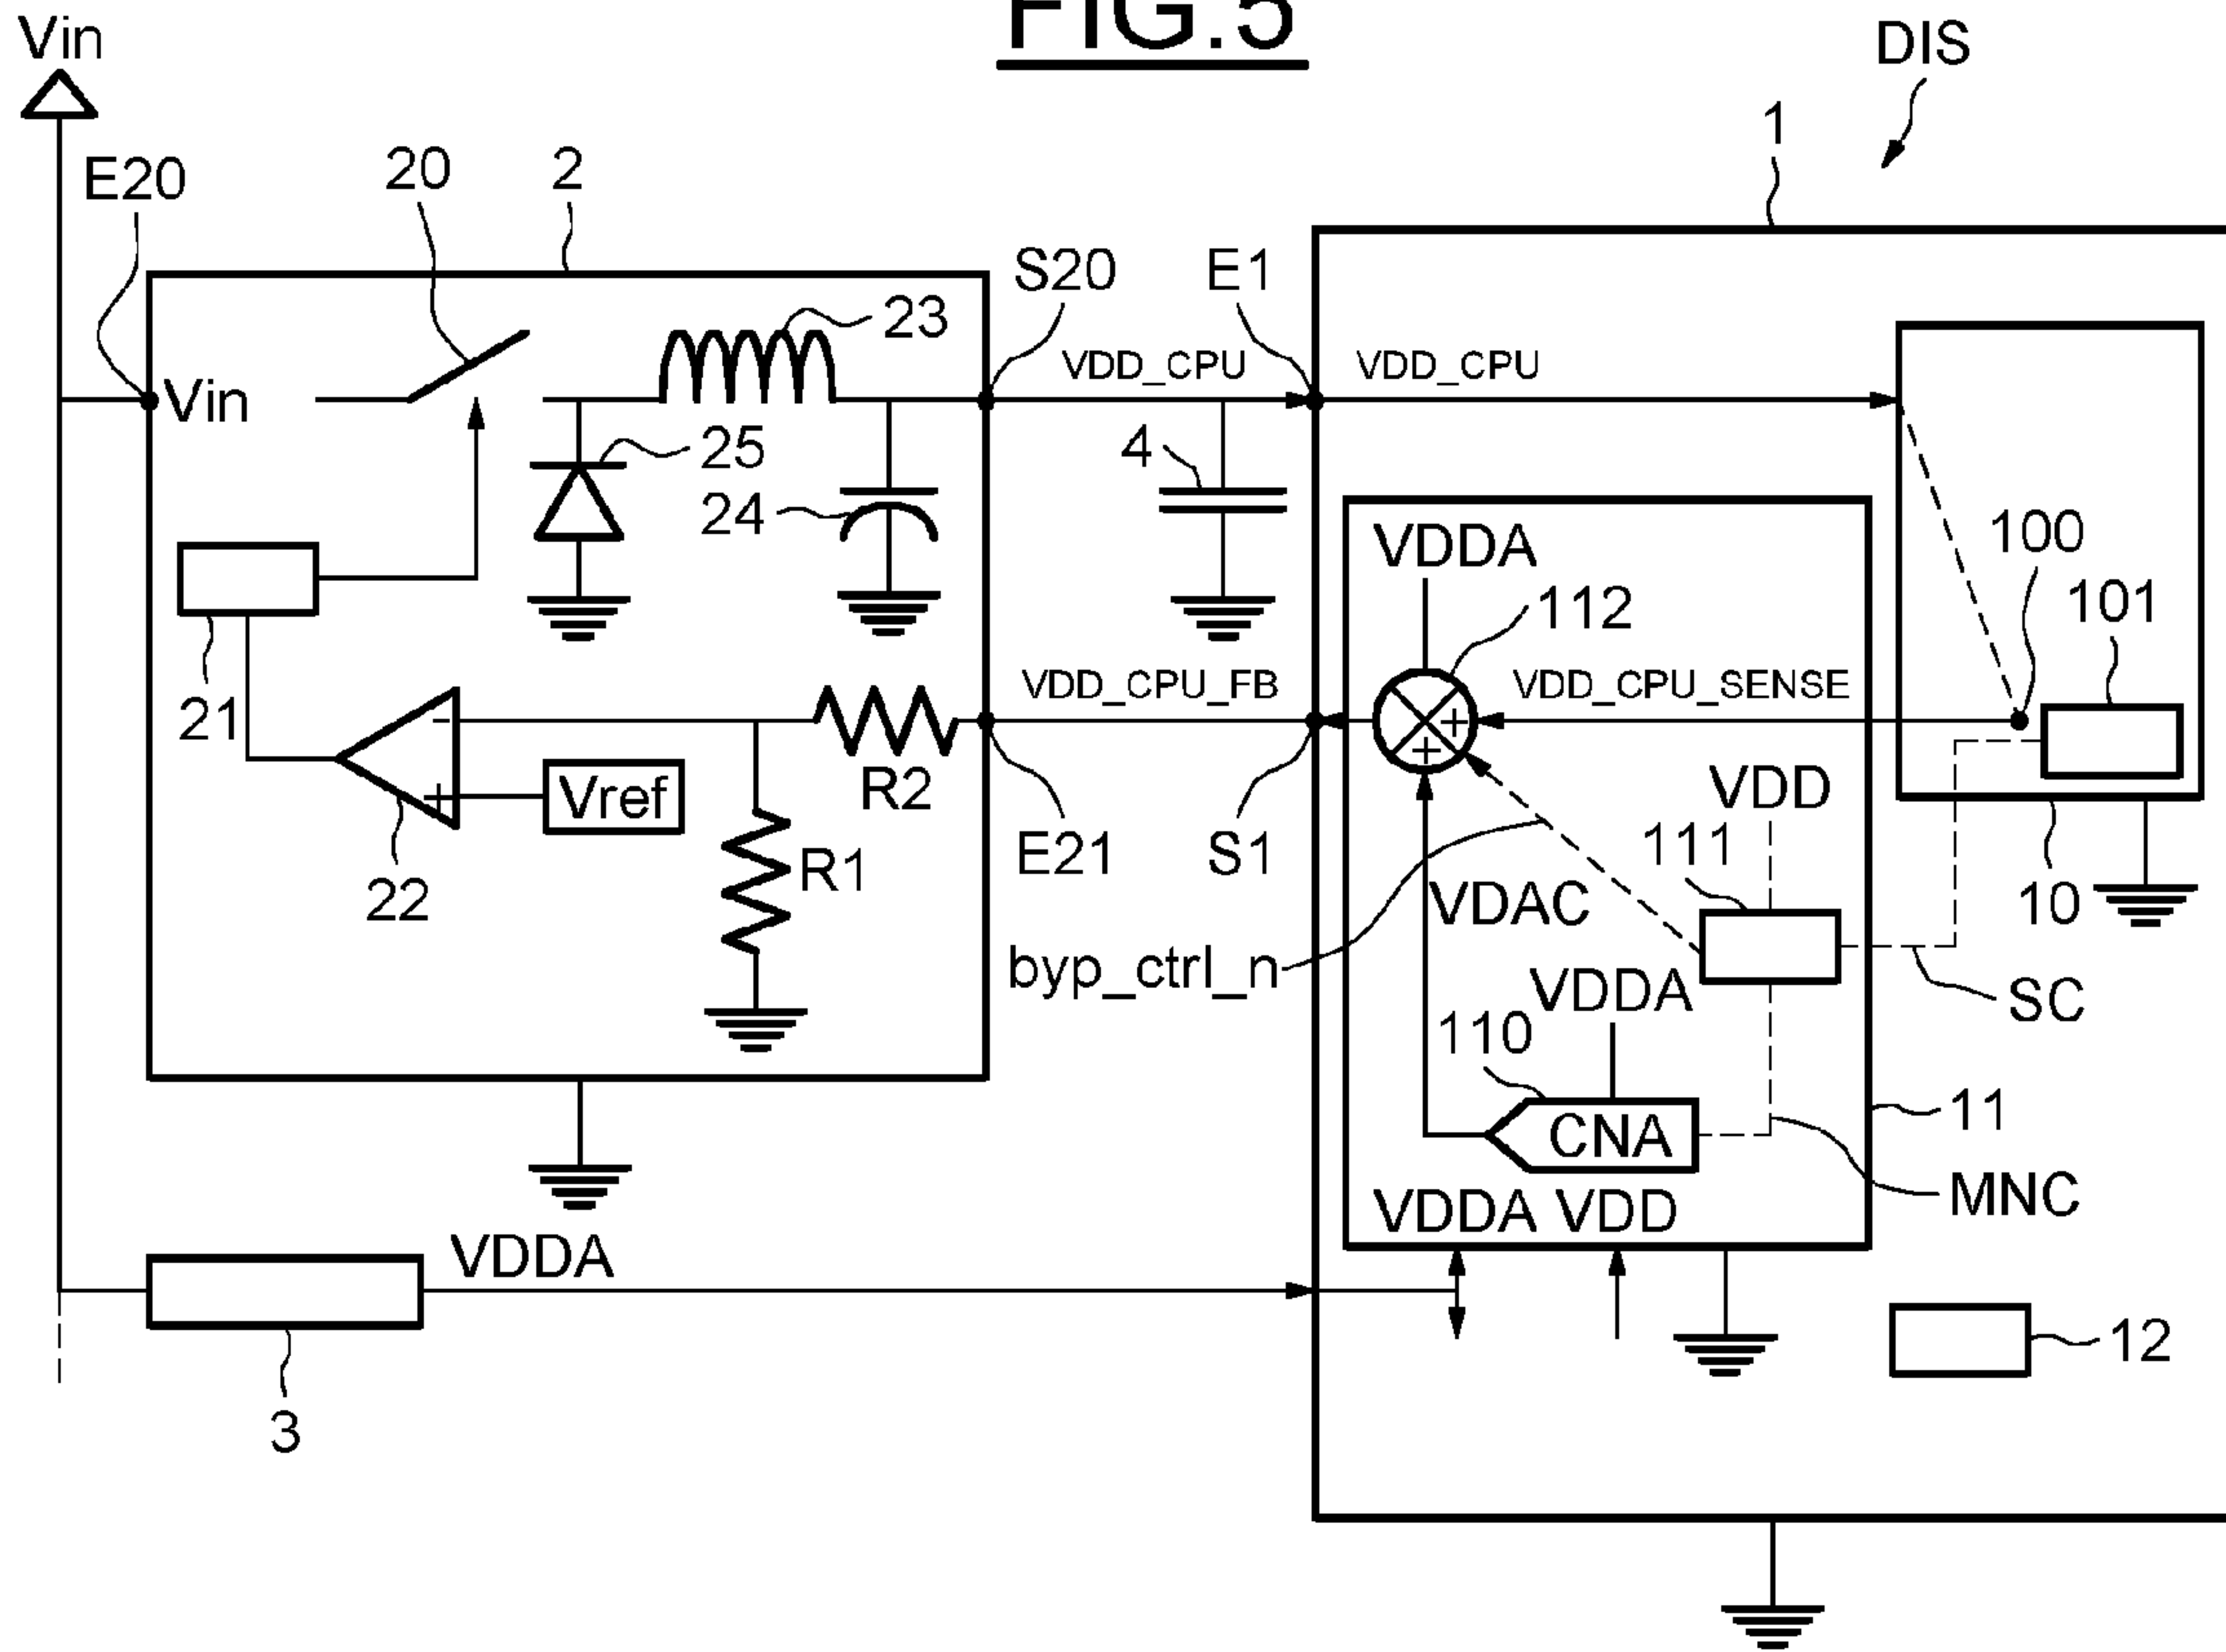 FIG.5
Vin
DIS
1
E20
20
2
S20
E1
23
VDD_CPU
VDD_CPU
Vin
25
4
24
100
VDDA
101
112
21
VDD_CPU_FB
VDD_CPU_SENSE
-
+
+
R2
VDD
Vref
+
111
E21
S1
R1
22
VDAC
10
byp_ctrl_n
VDDA
SC
110
11
CNA
MNC
VDDA VDD
VDDA
12
3